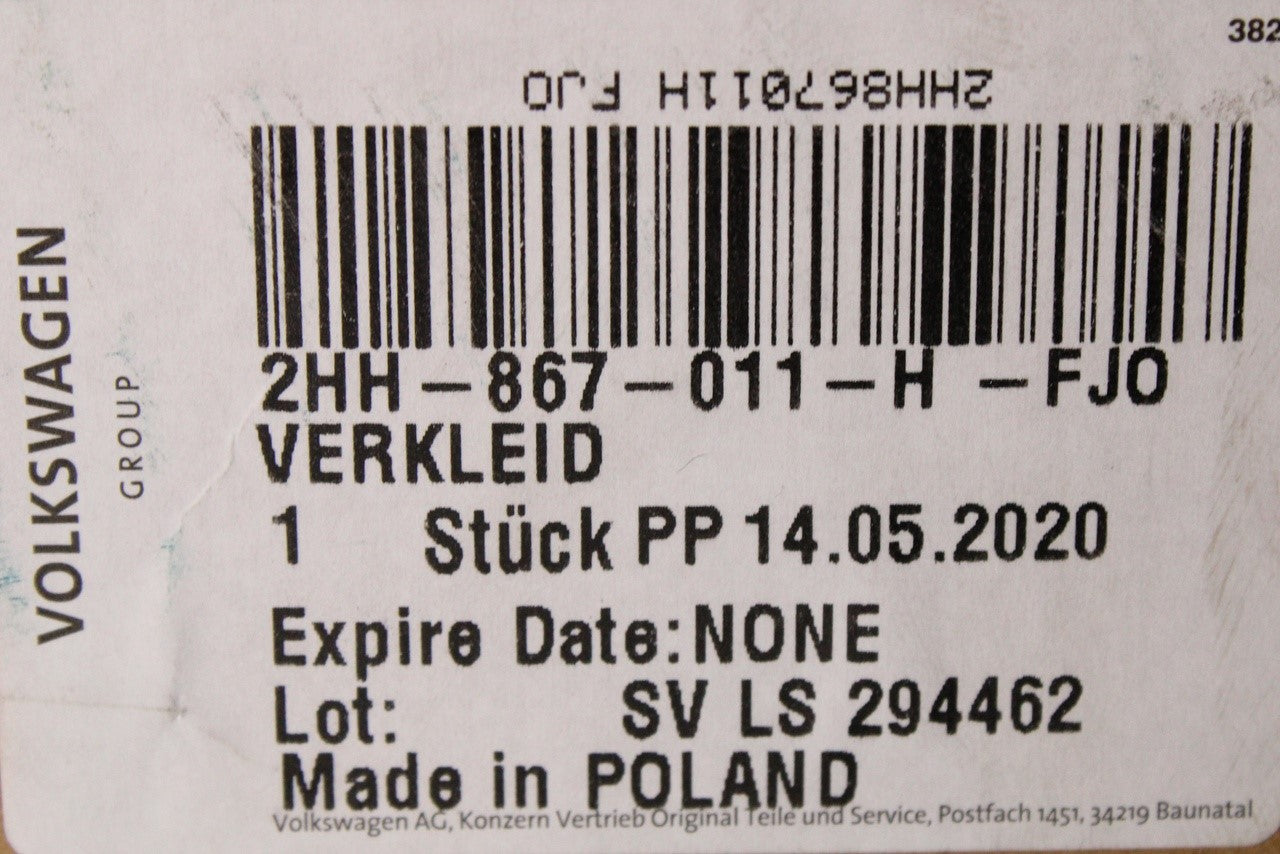 382
2HH867011H FJO
2HH-867-011-H -FJO
VERKLEID
1 Stück PP 14.05.2020
Expire Date:NONE
Lot: SV LS 294462
Made in POLAND
Volkswagen AG, Konzern Vertrieb Original Teile und Service, Postfach 1451, 34219 Baunatal
VOLKSWAGEN
GROUP